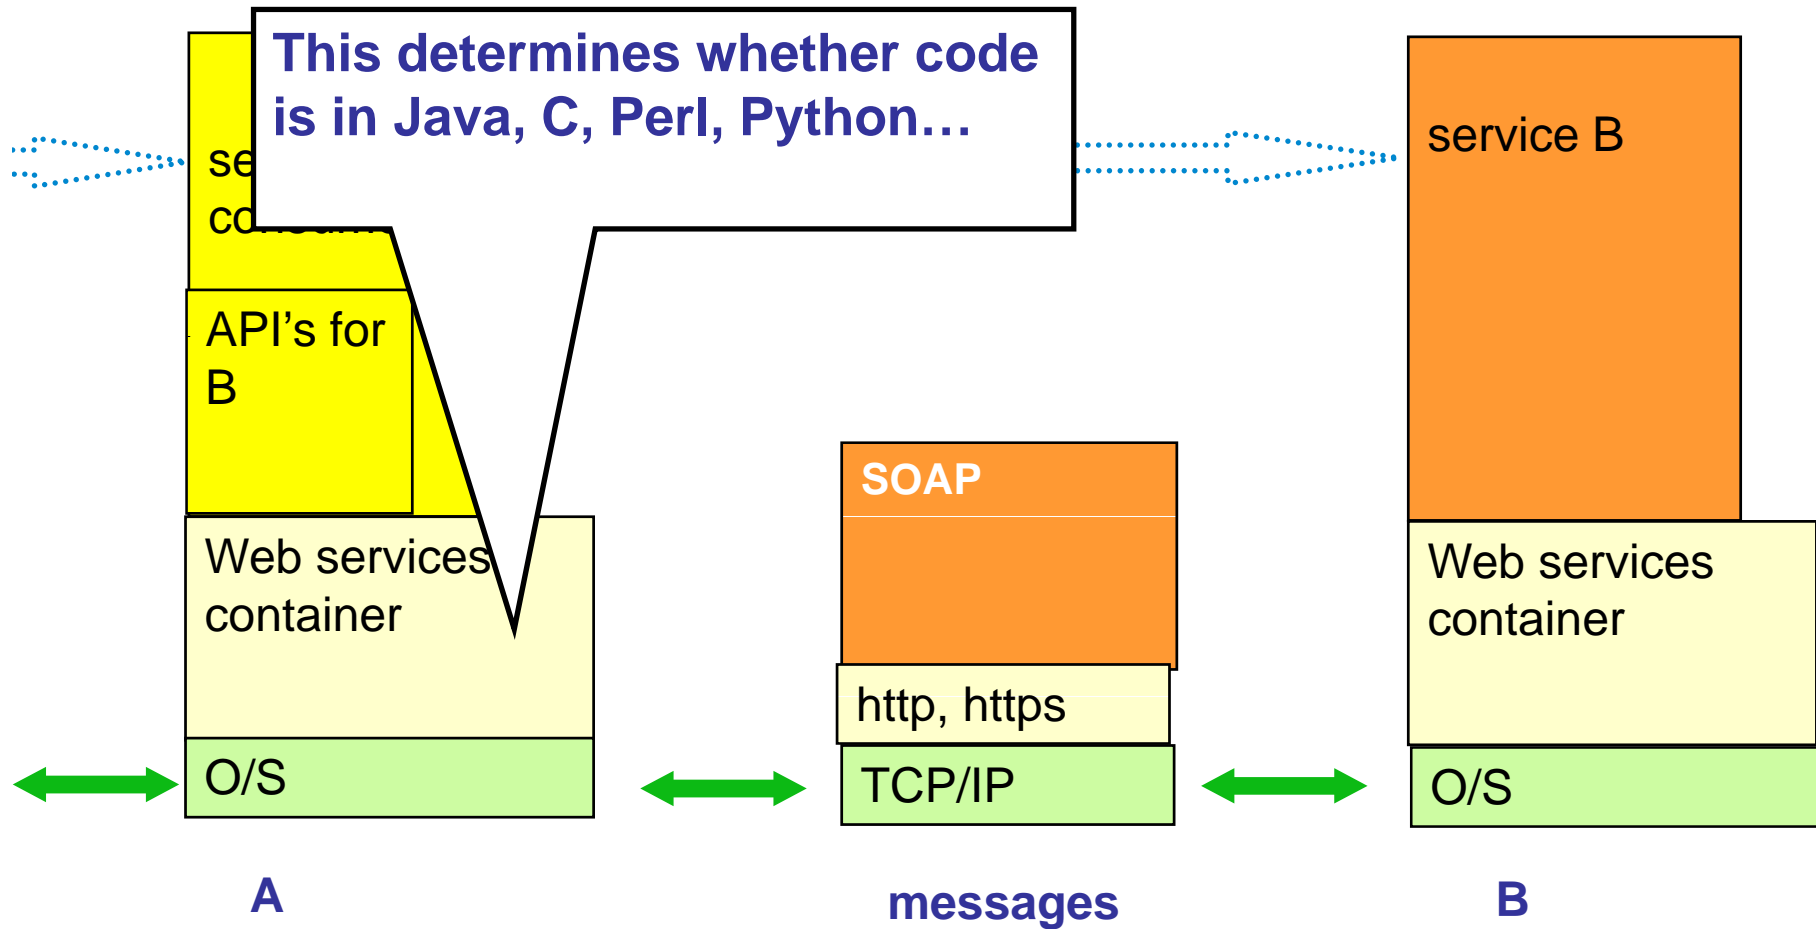 This determines whether code
is in Java, C, Perl, Python…
service B
API's for
B
SOAP
Web services
container
Web services
container
http, https
O/S
TCP/IP
O/S
A
messages
B